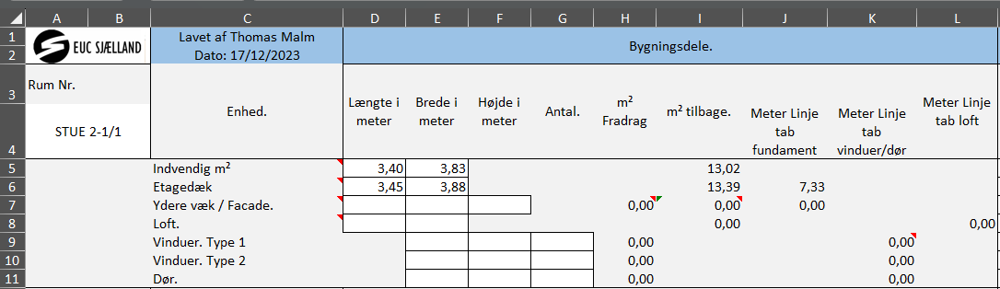 A B C D E F G H I J K L
1 EUC SJÆLLAND Lavet af Thomas Malm Bygningsdele.
2 Dato: 17/12/2023
3 Rum Nr. Enhed. Længte i meter Brede i meter Højde i meter Antal. m² Fradrag m² tilbage. Meter Linje tab fundament Meter Linje tab vinduer/dør Meter Linje tab loft
4 STUE 2-1/1
5 Indvendig m² 3,40 3,83 13,02
6 Etagedæk 3,45 3,88 13,39 7,33
7 Ydere væk / Facade. 0,00 0,00 0,00
8 Loft. 0,00 0,00
9 Vinduer. Type 1 0,00 0,00
10 Vinduer. Type 2 0,00 0,00
11 Dør. 0,00 0,00